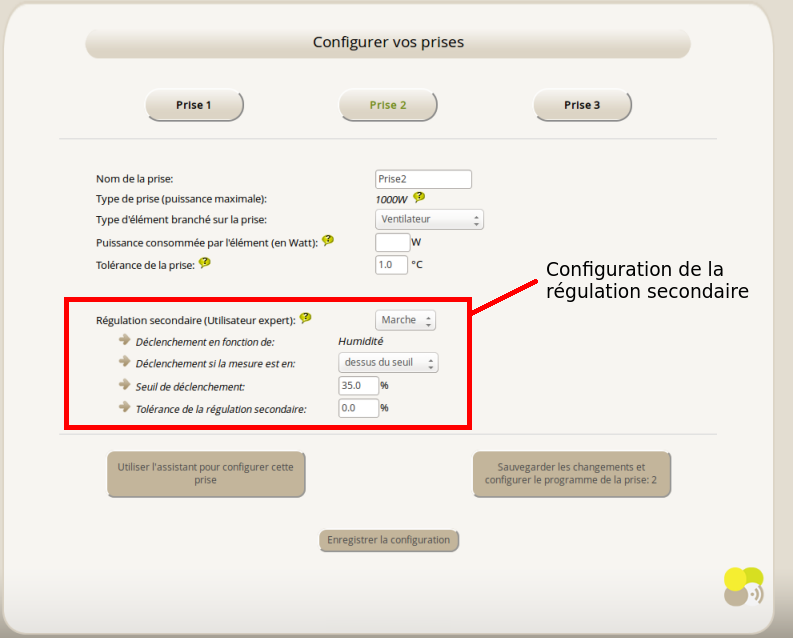 Configurer vos prises
Prise 1
Prise 2
Prise 3
Nom de la prise:
Prise2
Type de prise (puissance maximale):
1000W ?
Type d'élément branché sur la prise:
Ventilateur
Puissance consommée par l'élément (en Watt): ?
W
Tolérance de la prise: ?
1.0 °C
Configuration de la
régulation secondaire
Régulation secondaire (Utilisateur expert): ?
Marche
Déclenchement en fonction de:
Humidité
Déclenchement si la mesure est en:
dessus du seuil
Seuil de déclenchement:
35.0 %
Tolérance de la régulation secondaire:
0.0 %
Utiliser l'assistant pour configurer cette
prise
Sauvegarder les changements et
configurer le programme de la prise: 2
Enregistrer la configuration